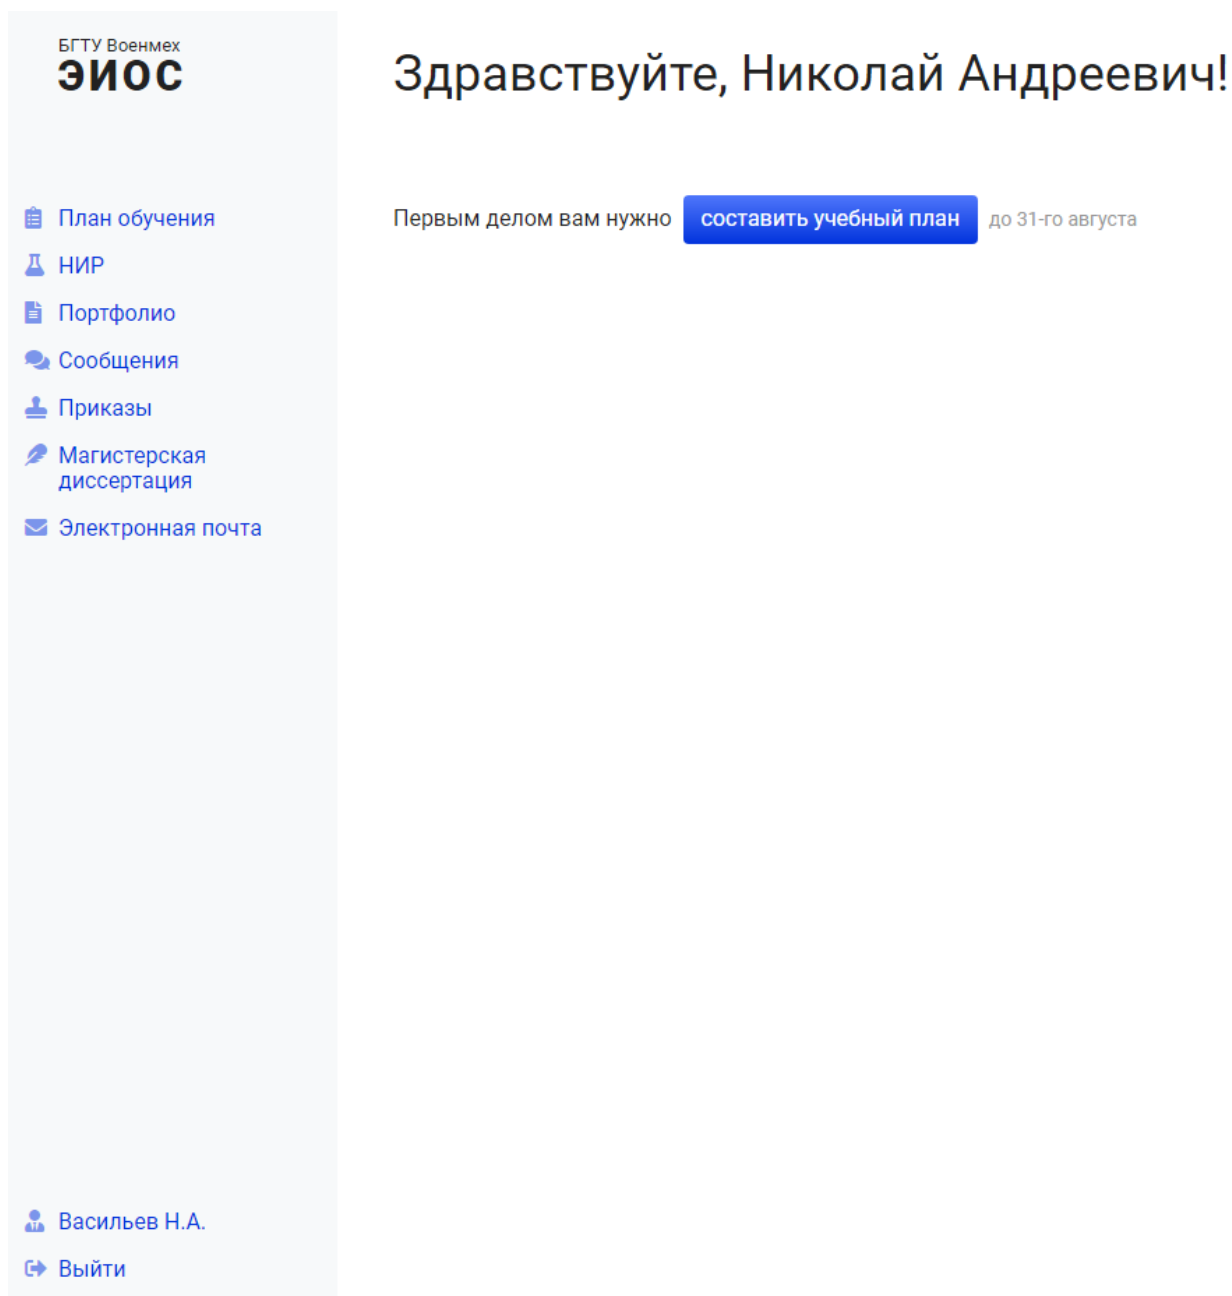 БГТУ Военмех
ЭИОС
Здравствуйте, Николай Андреевич!
План обучения
НИР
Портфолио
Сообщения
Приказы
Магистерская
диссертация
Электронная почта
Первым делом вам нужно составить учебный план до 31-го августа
Васильев Н.А.
Выйти